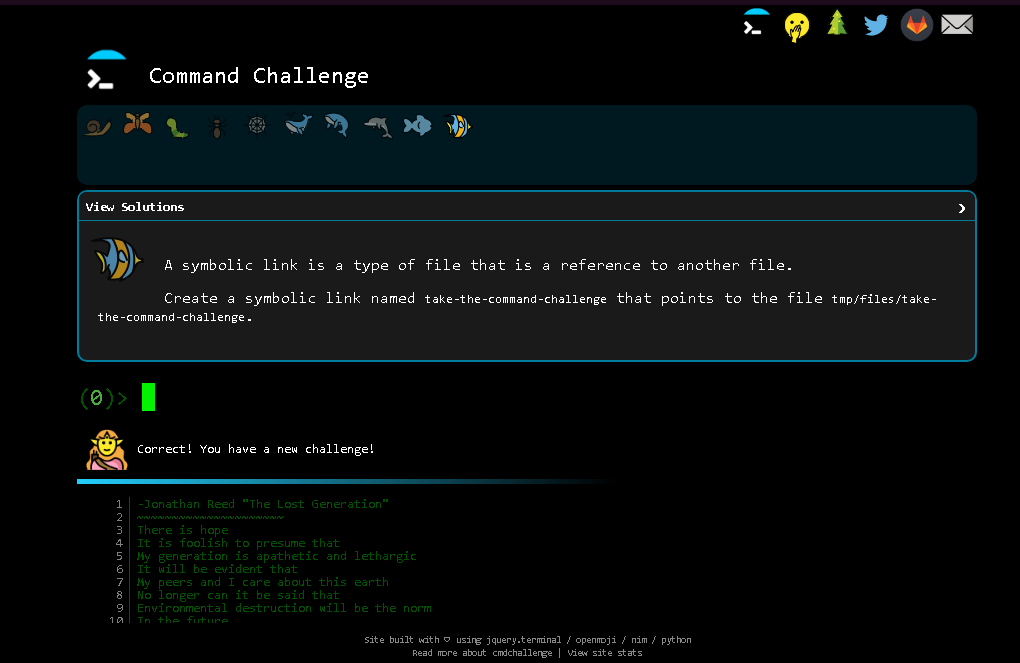 Command Challenge
View Solutions
A symbolic link is a type of file that is a reference to another file.
Create a symbolic link named take-the-command-challenge that points to the file tmp/files/take-
the-command-challenge.
(0)>
Correct! You have a new challenge!
1 -Jonathan Reed "The Lost Generation"
2 ~~~~~~~~~~~~~~~~~~~~~
3 There is hope
4 It is foolish to presume that
5 My generation is apathetic and lethargic
6 It will be evident that
7 My peers and I care about this earth
8 No longer can it be said that
9 Environmental destruction will be the norm
10 In the future
Site built with ♡ using jquery.terminal / openmoji / nim / python
Read more about cmdchallenge | View site stats